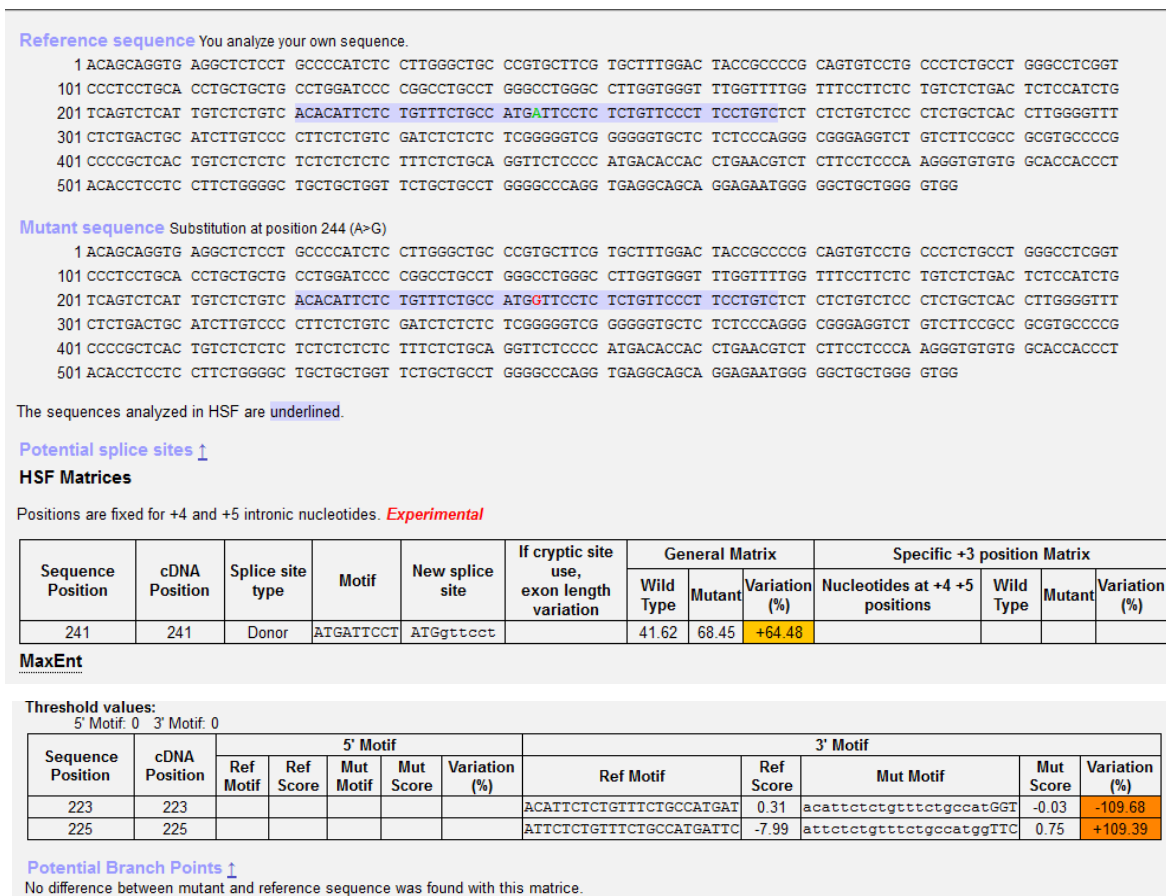 Reference sequence You analyze your own sequence.
1 ACAGCAGGTG AGGCTCTCCT GCCCCATCTC CCTTGGGCTGC CCGTGCTTCG TGCTTTGGAC TACCGCCCCG CAGTGTCCTG CCCTCTGCCT GGGCCTCGGT
101 CCCTCCTGCA CCTGCTGCTG CCTGGATCCC CGGCCTGCCT GGGCCTGGGC CTTGGTGGGT TTGGTTTTGG TTTCCTTCTC TGTCTCTGAC TCTCCATCTG
201 TCAGTCTCAT TGTCTCTGTC ACACATTCTC TGTTTCTGCC ATGATTCCTC TCTGTTCCCT TCCTGTCTCT CTCTGTCTCC CTCTGCTCAC CTTGGGGTTT
301 CTCTGACTGC ATCTTGTCCC CTTCTCTGTC GATCTCTCTC TCGGGGGTCG GGGGGTGCTC TCTCCCAGGG CGGGAGGTCT GTCTTCCGCC GCGTGCCCCG
401 CCCCGCTCAC TGTCTCTCTC TCTCTCTCTC TTTCTCTGCA GGTTCTCCCC ATGACACCAC CTGAACGTCT CTTCCTCCCA AGGGTGTGTG GCACCACCCT
501 ACACCTCCTC CCTTCTGGGGC TGCTGCTGGT TCTGCTGCCT GGGGCCCAGG TGAGGCAGCA GGAGAATGGG GGCTGCTGGG GTGG
Mutant sequence Substitution at position 244 (A>G)
1 ACAGCAGGTG AGGCTCTCCT GCCCCATCTC CCTTGGGCTGC CCGTGCTTCG TGCTTTGGAC TACCGCCCCG CAGTGTCCTG CCCTCTGCCT GGGCCTCGGT
101 CCCTCCTGCA CCTGCTGCTG CCTGGATCCC CGGCCTGCCT GGGCCTGGGC CTTGGTGGGT TTGGTTTTGG TTTCCTTCTC TGTCTCTGAC TCTCCATCTG
201 TCAGTCTCAT TGTCTCTGTC ACACATTCTC TGTTTCTGCC ATGGTTCCTC TCTGTTCCCT TCCTGTCTCT CTCTGTCTCC CTCTGCTCAC CTTGGGGTTT
301 CTCTGACTGC ATCTTGTCCC CTTCTCTGTC GATCTCTCTC TCGGGGGTCG GGGGGTGCTC TCTCCCAGGG CGGGAGGTCT GTCTTCCGCC GCGTGCCCCG
401 CCCCGCTCAC TGTCTCTCTC TCTCTCTCTC TTTCTCTGCA GGTTCTCCCC ATGACACCAC CTGAACGTCT CTTCCTCCCA AGGGTGTGTG GCACCACCCT
501 ACACCTCCTC CCTTCTGGGGC TGCTGCTGGT TCTGCTGCCT GGGGCCCAGG TGAGGCAGCA GGAGAATGGG GGCTGCTGGG GTGG
The sequences analyzed in HSF are underlined.
Potential splice sites ↑
HSF Matrices
Positions are fixed for +4 and +5 intronic nucleotides. Experimental
Sequence Position cDNA Position Splice site type Motif New splice site If cryptic site use, exon length variation General Matrix Specific +3 position Matrix
Wild Type Mutant Variation (%) Nucleotides at +4 +5 positions Wild Type Mutant Variation (%)
241 241 Donor ATGATTCCT ATGgttcct 41.62 68.45 +64.48
MaxEnt
Threshold values:
5' Motif: 0 3' Motif: 0
Sequence Position cDNA Position 5' Motif 3' Motif
Ref Motif Ref Score Mut Motif Mut Score Variation (%) Ref Motif Ref Score Mut Motif Mut Score Variation (%)
223 223 ACATTCTCTGTTTCTGCCATGAT 0.31 acattctctgtttctgccatGGT -0.03 -109.68
225 225 ATTCTCTGTTTCTGCCATGATTC -7.99 attctctgtttctgccatggTTC 0.75 +109.39
Potential Branch Points ↑
No difference between mutant and reference sequence was found with this matrice.